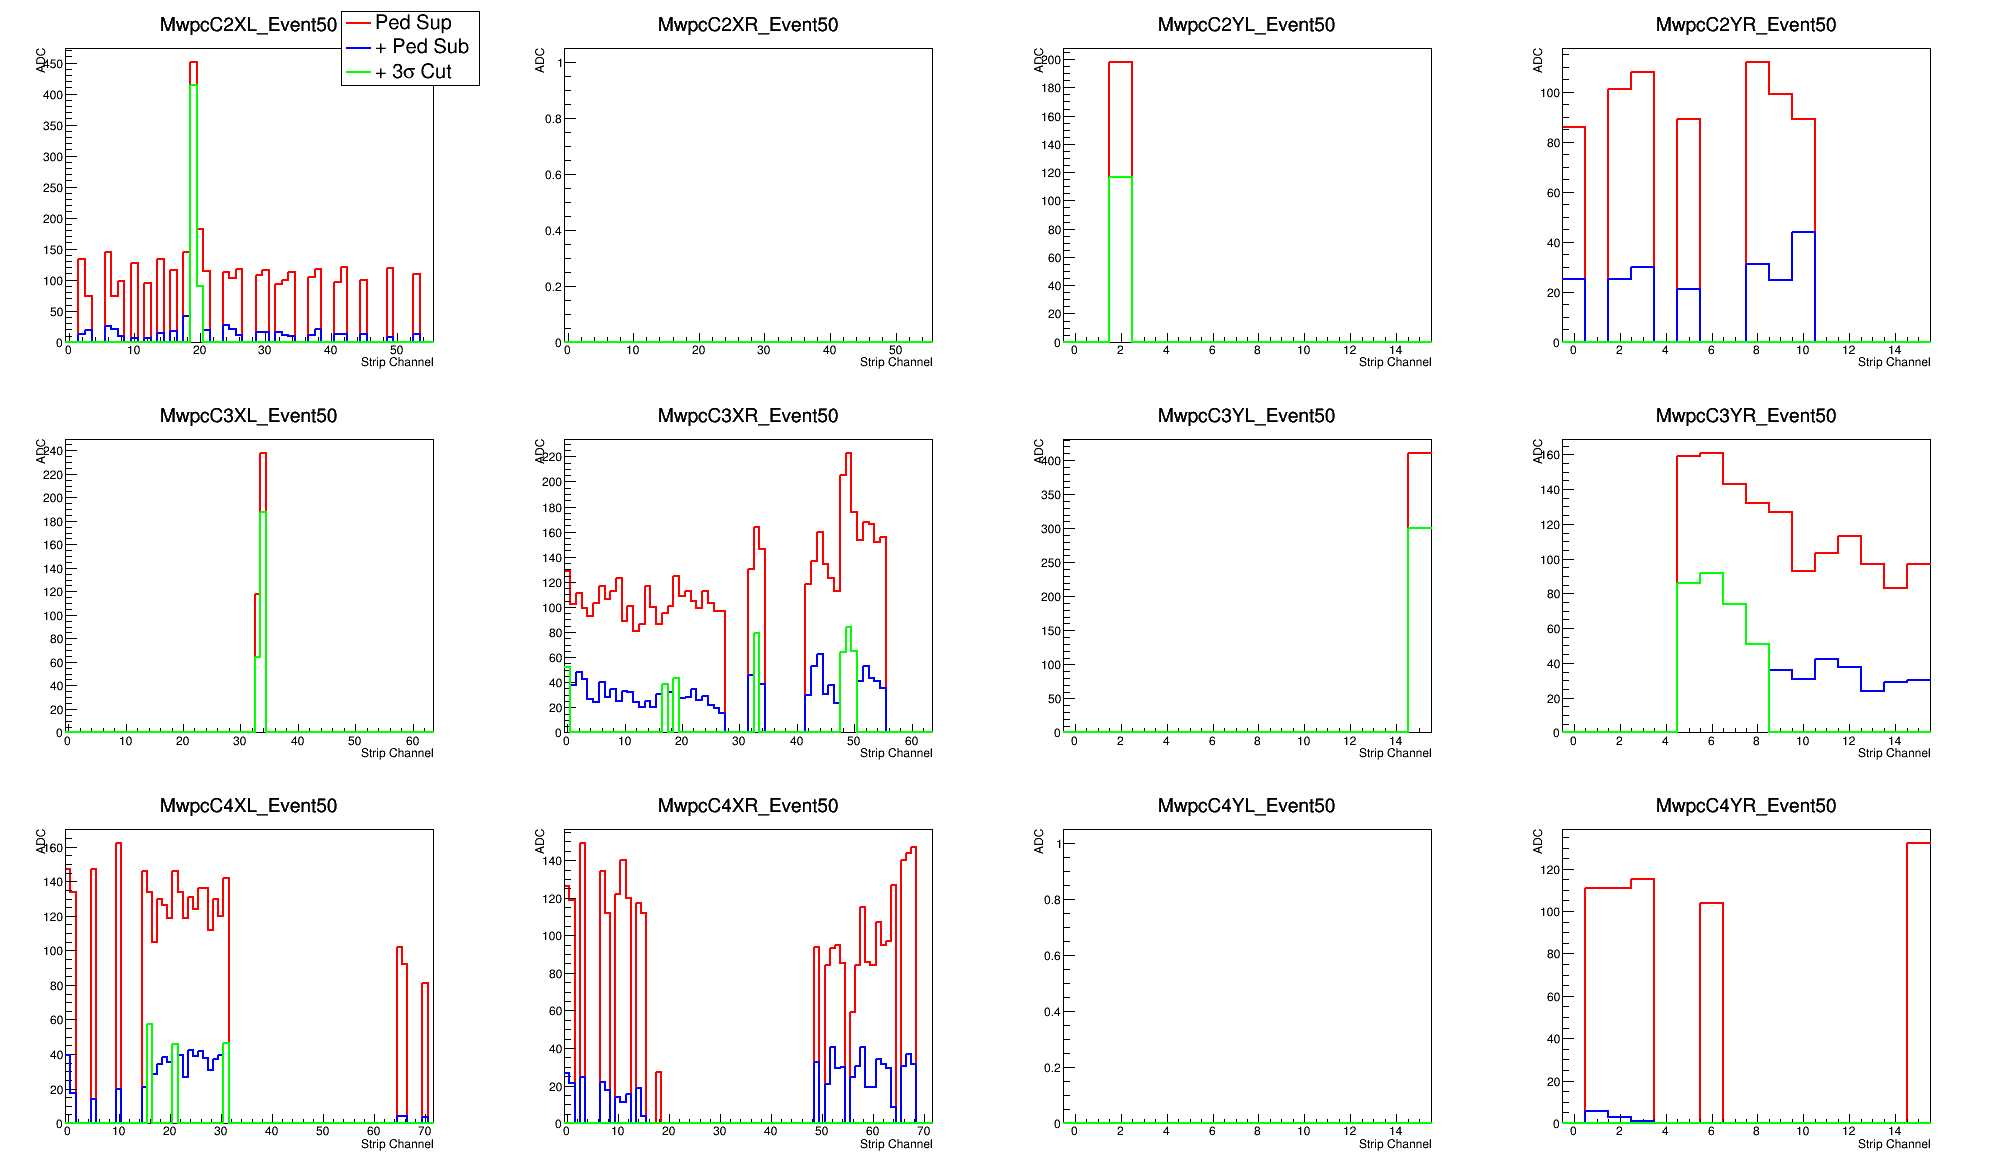 MwpcC2XL_Event50
Ped Sup
+ Ped Sub
+ 3σ Cut
ADC
450
400
350
300
250
200
150
100
50
0
0 10 20 30 40 50
Strip Channel
MwpcC2XR_Event50
ADC
1
0.8
0.6
0.4
0.2
0
0 10 20 30 40 50
Strip Channel
MwpcC2YL_Event50
ADC
200
180
160
140
120
100
80
60
40
20
0
0 2 4 6 8 10 12 14
Strip Channel
MwpcC2YR_Event50
ADC
100
80
60
40
20
0
0 2 4 6 8 10 12 14
Strip Channel
MwpcC3XL_Event50
ADC
240
220
200
180
160
140
120
100
80
60
40
20
0
0 10 20 30 40 50 60
Strip Channel
MwpcC3XR_Event50
ADC
220
200
180
160
140
120
100
80
60
40
20
0
0 10 20 30 40 50 60
Strip Channel
MwpcC3YL_Event50
ADC
400
350
300
250
200
150
100
50
0
0 2 4 6 8 10 12 14
Strip Channel
MwpcC3YR_Event50
ADC
160
140
120
100
80
60
40
20
0
0 2 4 6 8 10 12 14
Strip Channel
MwpcC4XL_Event50
ADC
160
140
120
100
80
60
40
20
0
0 10 20 30 40 50 60 70
Strip Channel
MwpcC4XR_Event50
ADC
140
120
100
80
60
40
20
0
0 10 20 30 40 50 60 70
Strip Channel
MwpcC4YL_Event50
ADC
1
0.8
0.6
0.4
0.2
0
0 2 4 6 8 10 12 14
Strip Channel
MwpcC4YR_Event50
ADC
120
100
80
60
40
20
0
0 2 4 6 8 10 12 14
Strip Channel